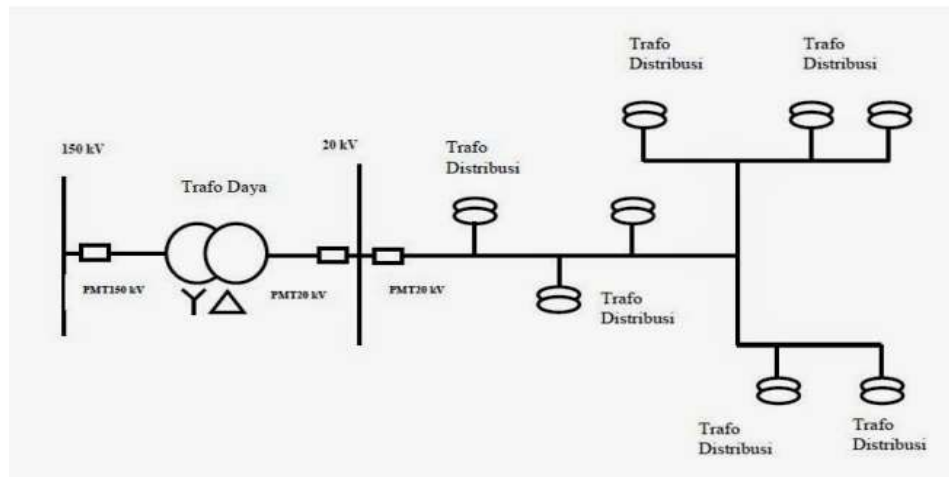 150 kV
Trafo Daya
20 kV
PMT150 kV
PMT20 kV
PMT20 kV
Trafo
Distribusi
Trafo
Distribusi
Trafo
Distribusi
Trafo
Distribusi
Trafo
Distribusi
Trafo
Distribusi